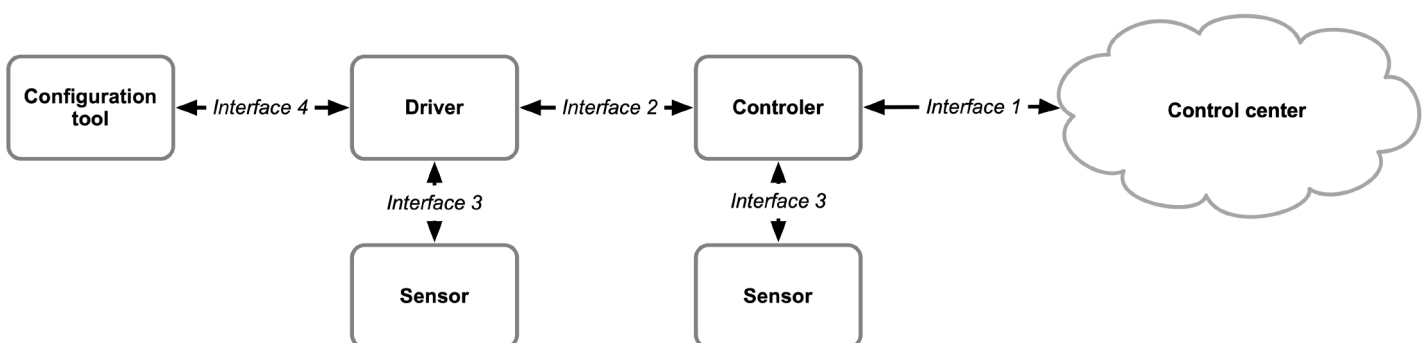 Configuration
tool
Interface 4
Driver
Interface 2
Controler
Interface 1
Control center
Interface 3
Interface 3
Sensor
Sensor